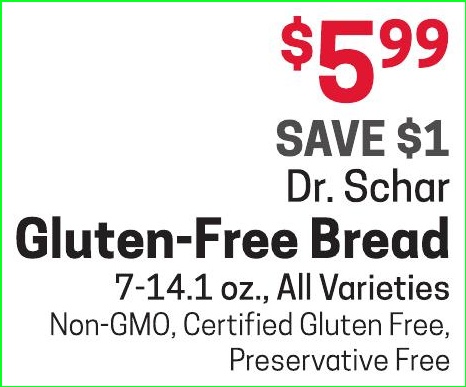 $5.99
SAVE $1
Dr. Schar
Gluten-Free Bread
7-14.1 oz., All Varieties
Non-GMO, Certified Gluten Free,
Preservative Free